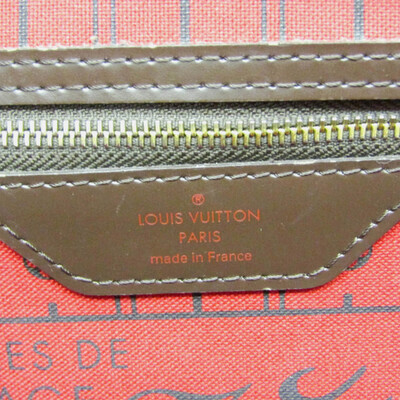 ®
LOUIS VUITTON
PARIS
made in France
ES DE